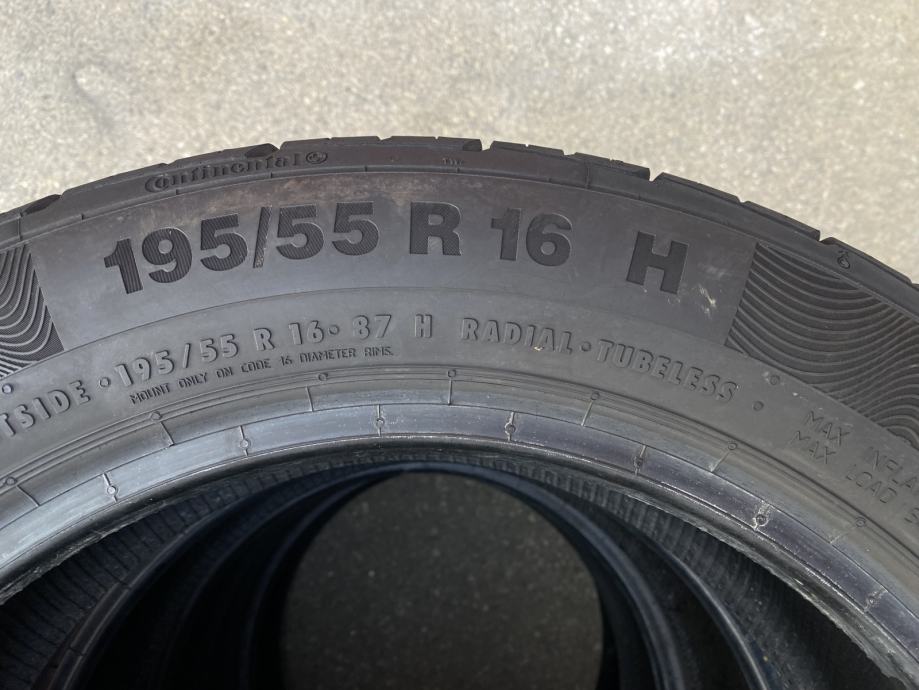 Continental
195/55 R 16 H
TSIDE • 195/55 R 16 • 87 H RADIAL • TUBELESS •
MOUNT ONLY ON CODE 16 DIAMETER RIMS.
MAX INFLA
MAX LOAD